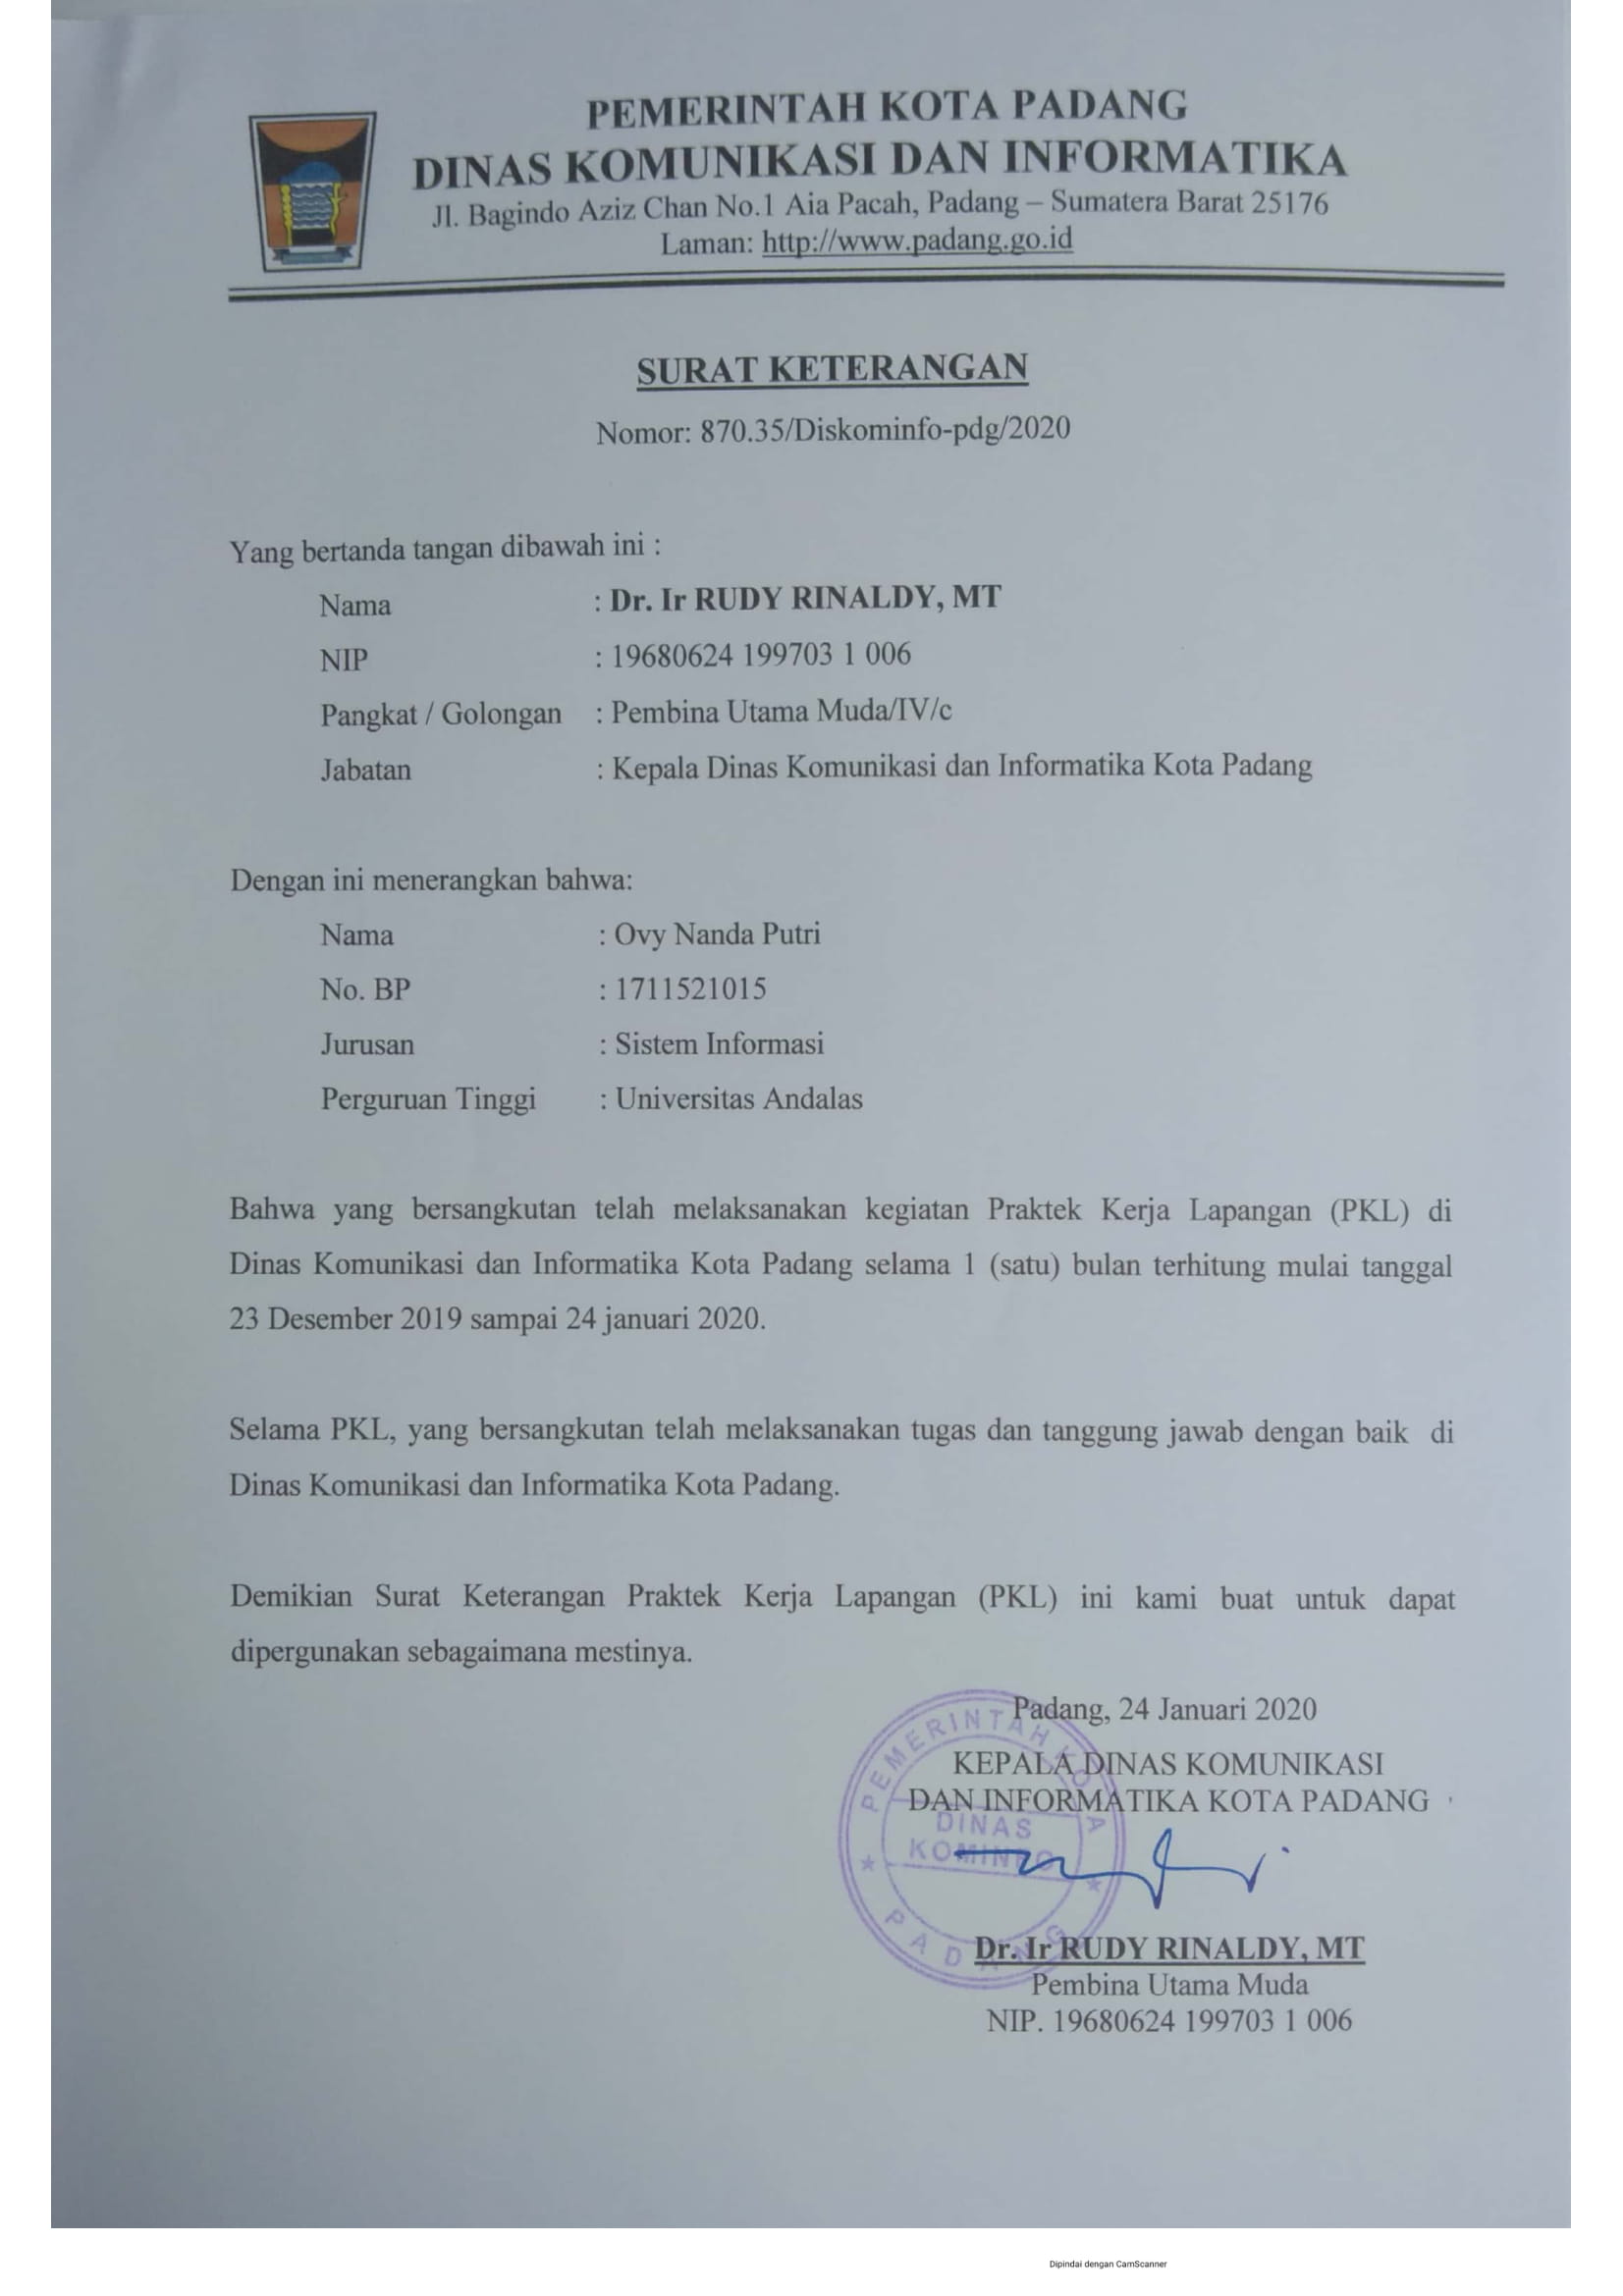 PEMERINTAH KOTA PADANG
DINAS KOMUNIKASI DAN INFORMATIKA
Jl. Bagindo Aziz Chan No.1 Aia Pacah, Padang – Sumatera Barat 25176
Laman: http://www.padang.go.id
SURAT KETERANGAN
Nomor: 870.35/Diskominfo-pdg/2020
Yang bertanda tangan dibawah ini :
Nama : Dr. Ir RUDY RINALDY, MT
NIP : 19680624 199703 1 006
Pangkat / Golongan : Pembina Utama Muda/IV/c
Jabatan : Kepala Dinas Komunikasi dan Informatika Kota Padang
Dengan ini menerangkan bahwa:
Nama : Ovy Nanda Putri
No. BP : 1711521015
Jurusan : Sistem Informasi
Perguruan Tinggi : Universitas Andalas
Bahwa yang bersangkutan telah melaksanakan kegiatan Praktek Kerja Lapangan (PKL) di
Dinas Komunikasi dan Informatika Kota Padang selama 1 (satu) bulan terhitung mulai tanggal
23 Desember 2019 sampai 24 januari 2020.
Selama PKL, yang bersangkutan telah melaksanakan tugas dan tanggung jawab dengan baik di
Dinas Komunikasi dan Informatika Kota Padang.
Demikian Surat Keterangan Praktek Kerja Lapangan (PKL) ini kami buat untuk dapat
dipergunakan sebagaimana mestinya.
Padang, 24 Januari 2020
KEPALA DINAS KOMUNIKASI
DAN INFORMATIKA KOTA PADANG
PEMERINTAH KOTA
DINAS
KOMINFO
PADANG
Dr. Ir RUDY RINALDY, MT
Pembina Utama Muda
NIP. 19680624 199703 1 006
Dipindai dengan CamScanner